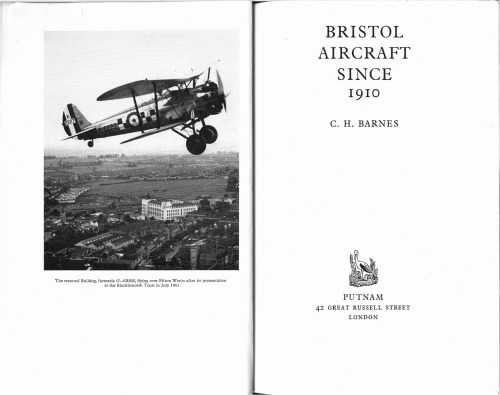 The restored Bulldog, formerly G-ABBB, flying over Filton Works after its presentation
to the Shuttleworth Trust in July 1961.
BRISTOL
AIRCRAFT
SINCE
1910
C. H. BARNES
PUTNAM
42 GREAT RUSSELL STREET
LONDON